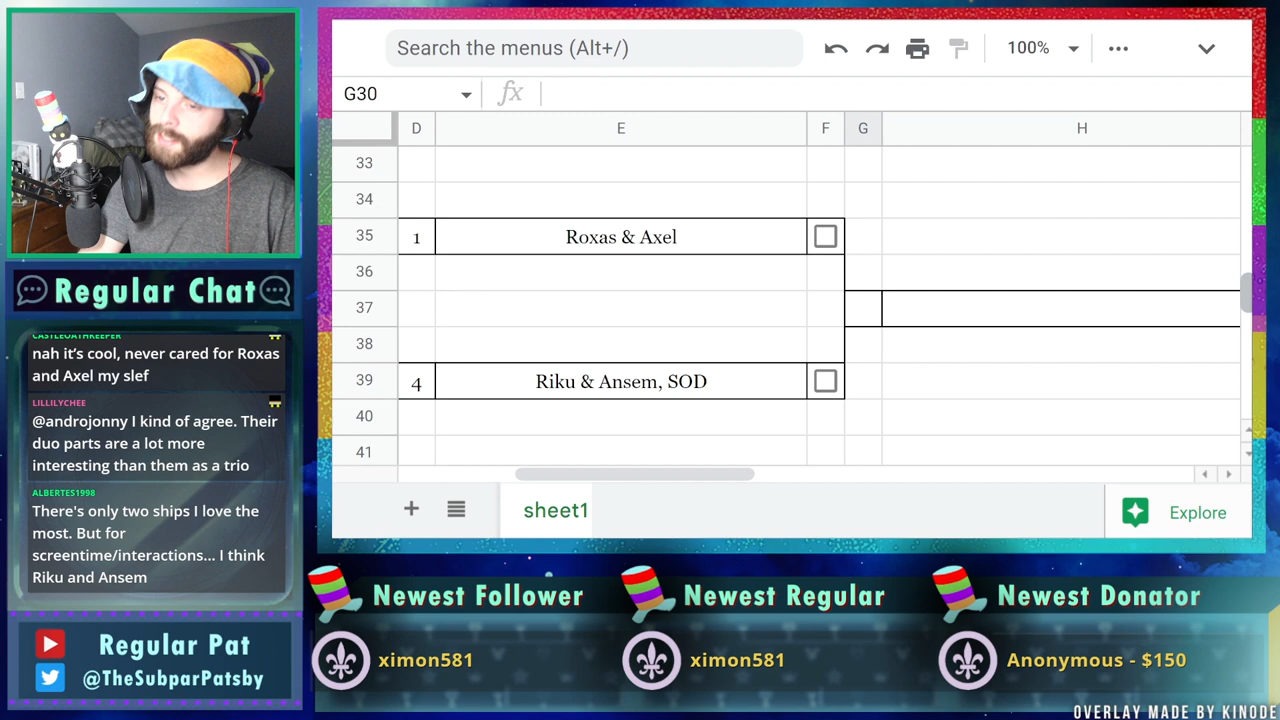 Search the menus (Alt+/)
100%
G30
fx
D E F G H
33
34
35 1 Roxas & Axel
36
37
38
39 4 Riku & Ansem, SOD
40
41
sheet1
Explore
Regular Chat
CASTLEOATHKEEPER
nah it's cool, never cared for Roxas
and Axel my slef
LILLILYCHEE
@androjonny I kind of agree. Their
duo parts are a lot more
interesting than them as a trio
ALBERTES1998
There's only two ships I love the
most. But for
screentime/interactions... I think
Riku and Ansem
Regular Pat
@TheSubparPatsby
Newest Follower
ximon581
Newest Regular
ximon581
Newest Donator
Anonymous - $150
OVERLAY MADE BY KINODE